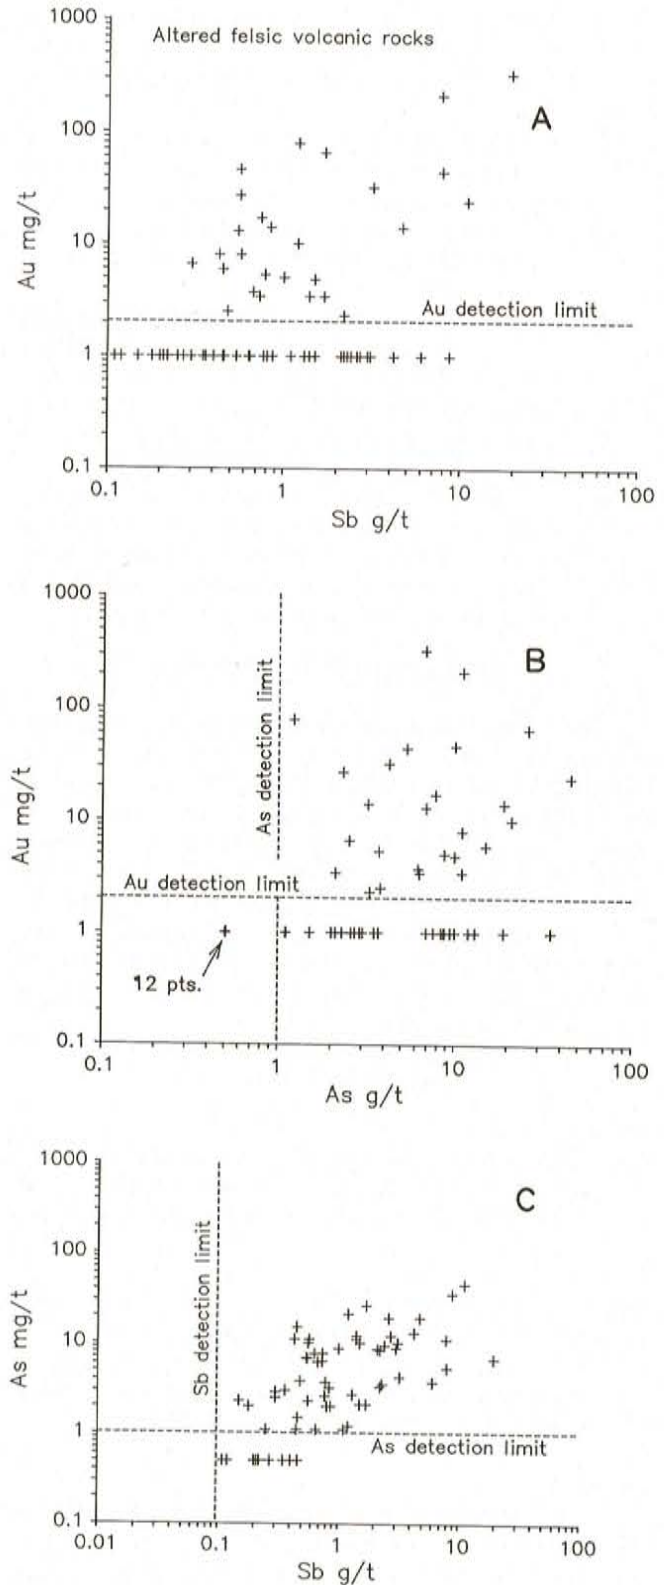 1000
Altered felsic volcanic rocks
A
100
Au mg/t
10
Au detection limit
1
0.1
0.1 1 10 100
Sb g/t
1000
B
As detection limit
100
Au mg/t
10
Au detection limit
1
12 pts.
0.1
0.1 1 10 100
As g/t
1000
C
Sb detection limit
100
As mg/t
10
1
As detection limit
0.1
0.01 0.1 1 10 100
Sb g/t